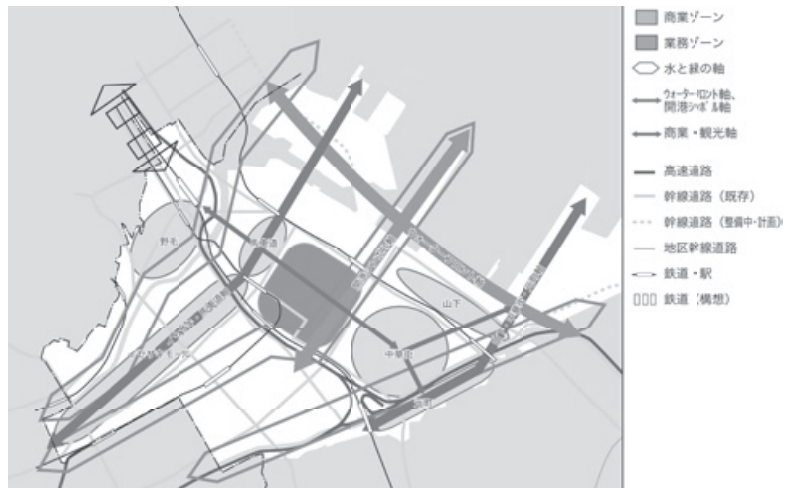 商業ゾーン
業務ゾーン
水と緑の軸
ウォーターフロント軸、
開港シンボル軸
商業・観光軸
高速道路
幹線道路（既存）
幹線道路（整備中・計画）
地区幹線道路
鉄道・駅
鉄道（構想）
野毛
馬車道
山下
中華街
元町